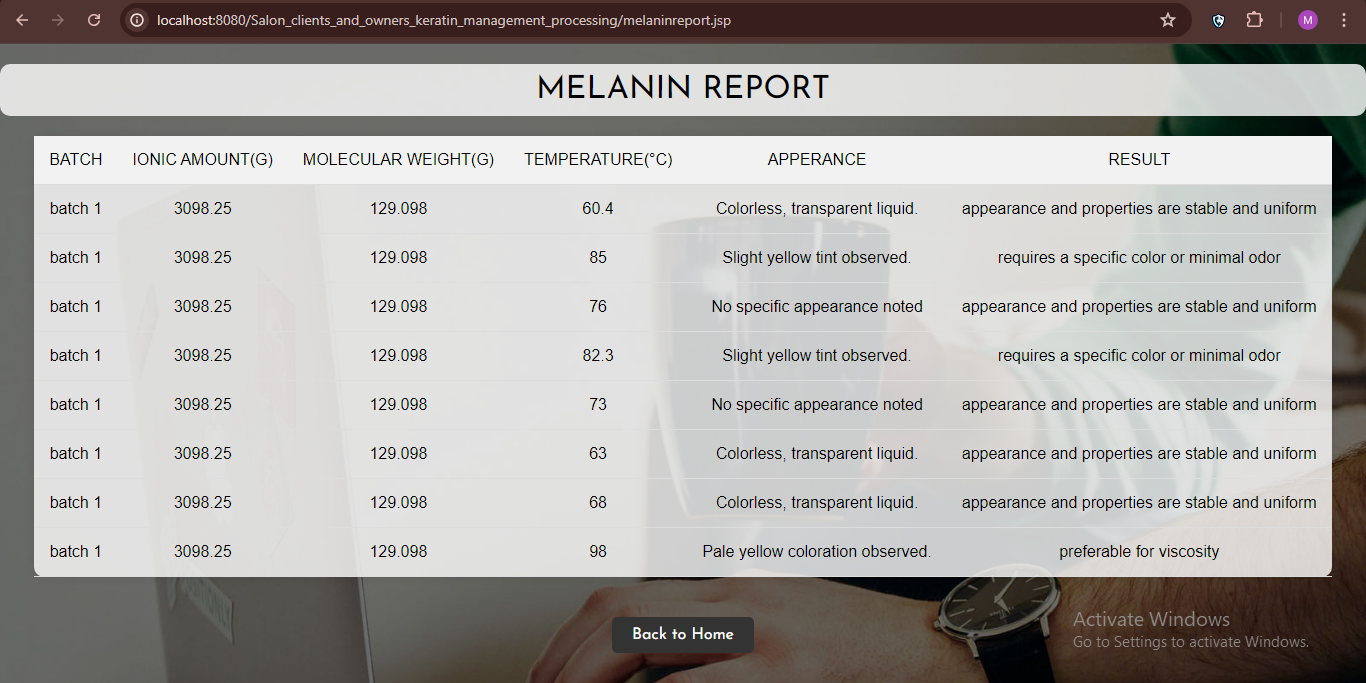 localhost:8080/Salon_clients_and_owners_keratin_management_processing/melaninreport.jsp
M
MELANIN REPORT
BATCH IONIC AMOUNT(G) MOLECULAR WEIGHT(G) TEMPERATURE(°C) APPERANCE RESULT
batch 1 3098.25 129.098 60.4 Colorless, transparent liquid. appearance and properties are stable and uniform
batch 1 3098.25 129.098 85 Slight yellow tint observed. requires a specific color or minimal odor
batch 1 3098.25 129.098 76 No specific appearance noted appearance and properties are stable and uniform
batch 1 3098.25 129.098 82.3 Slight yellow tint observed. requires a specific color or minimal odor
batch 1 3098.25 129.098 73 No specific appearance noted appearance and properties are stable and uniform
batch 1 3098.25 129.098 63 Colorless, transparent liquid. appearance and properties are stable and uniform
batch 1 3098.25 129.098 68 Colorless, transparent liquid. appearance and properties are stable and uniform
batch 1 3098.25 129.098 98 Pale yellow coloration observed. preferable for viscosity
Back to Home
Activate Windows
Go to Settings to activate Windows.